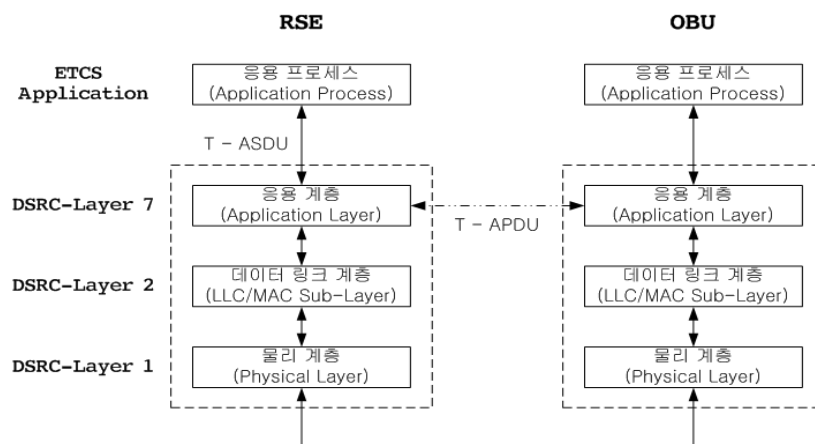 RSE
OBU
ETCS
Application
응용 프로세스
(Application Process)
응용 프로세스
(Application Process)
T - ASDU
DSRC-Layer 7
응용 계층
(Application Layer)
T - APDU
응용 계층
(Application Layer)
DSRC-Layer 2
데이터 링크 계층
(LLC/MAC Sub-Layer)
데이터 링크 계층
(LLC/MAC Sub-Layer)
DSRC-Layer 1
물리 계층
(Physical Layer)
물리 계층
(Physical Layer)